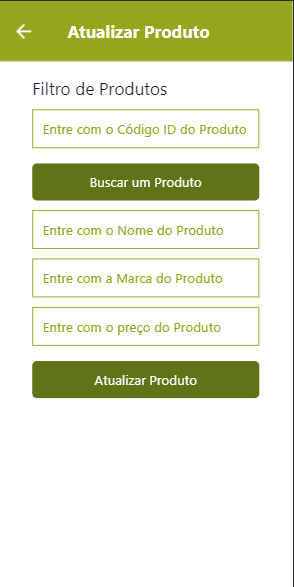 Atualizar Produto
Filtro de Produtos
Entre com o Código ID do Produto
Buscar um Produto
Entre com o Nome do Produto
Entre com a Marca do Produto
Entre com o preço do Produto
Atualizar Produto